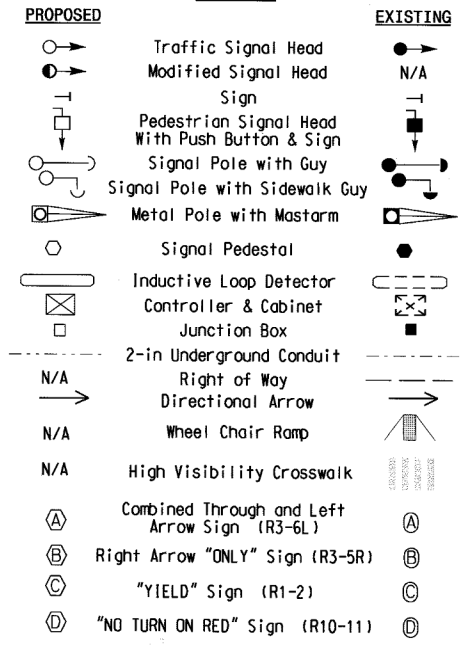 PROPOSED EXISTING
Traffic Signal Head
Modified Signal Head N/A
Sign
Pedestrian Signal Head
With Push Button & Sign
Signal Pole with Guy
Signal Pole with Sidewalk Guy
Metal Pole with Mastarm
Signal Pedestal
Inductive Loop Detector
Controller & Cabinet
Junction Box
2-in Underground Conduit
N/A Right of Way
Directional Arrow
N/A Wheel Chair Ramp
N/A High Visibility Crosswalk
Combined Through and Left
A Arrow Sign (R3-6L) A
B Right Arrow "ONLY" Sign (R3-5R) B
C "YIELD" Sign (R1-2) C
D "NO TURN ON RED" Sign (R10-11) D